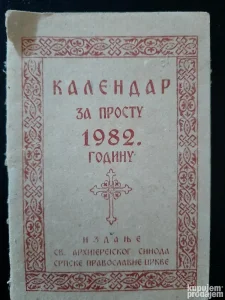 КАЛЕНДАР
ЗА ПРОСТУ
1982.
ГОДИНУ
ИЗДАЊЕ
СВ. АРХИЈЕРЕЈСКОГ СИНОДА
СРПСКЕ ПРАВОСЛАВНЕ ЦРКВЕ
kupujem
prodajem